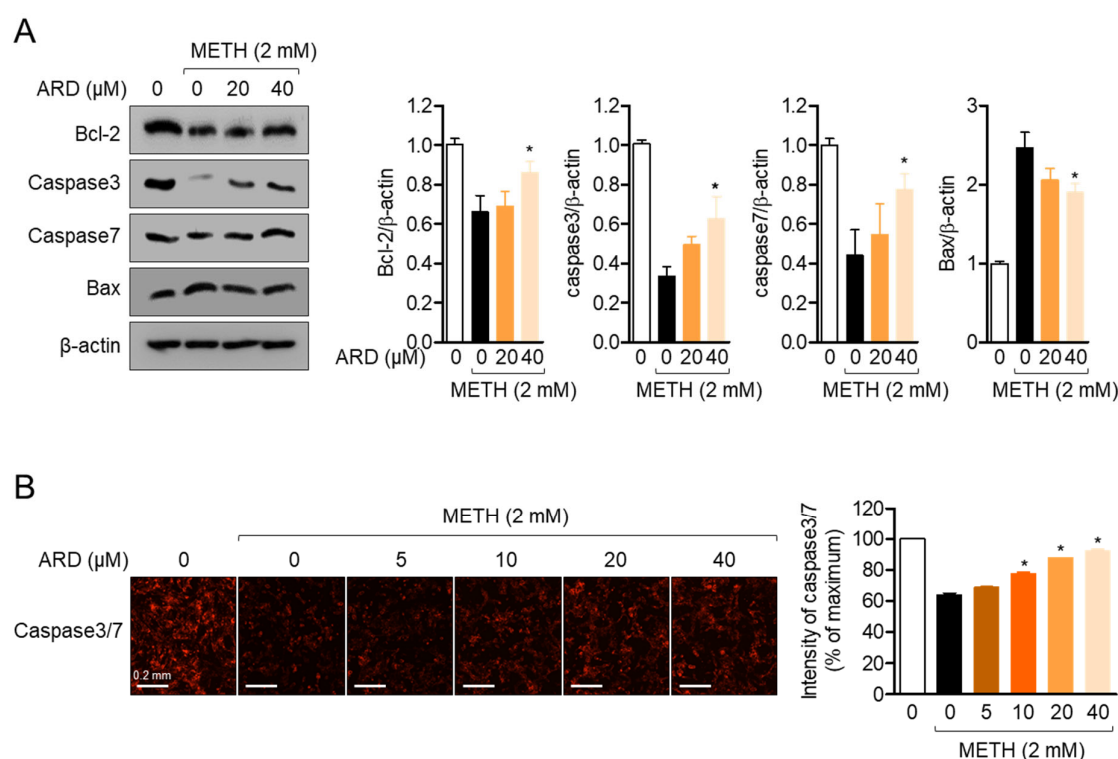 A
METH (2 mM)
ARD (μM) 0 0 20 40
Bcl-2
Caspase3
Caspase7
Bax
β-actin
Bcl-2/β-actin
1.2
1.0
0.8
0.6
0.4
0.2
0.0
ARD (μM) 0 0 20 40
METH (2 mM)
*
caspase3/β-actin
1.2
1.0
0.8
0.6
0.4
0.2
0.0
0 0 20 40
METH (2 mM)
*
caspase7/β-actin
1.2
1.0
0.8
0.6
0.4
0.2
0.0
0 0 20 40
METH (2 mM)
*
Bax/β-actin
3
2
1
0
0 0 20 40
METH (2 mM)
*
B
METH (2 mM)
ARD (μM) 0 0 5 10 20 40
Caspase3/7
0.2 mm
Intensity of caspase3/7
(% of maximum)
120
100
80
60
40
20
0
* * *
0 0 5 10 20 40
METH (2 mM)